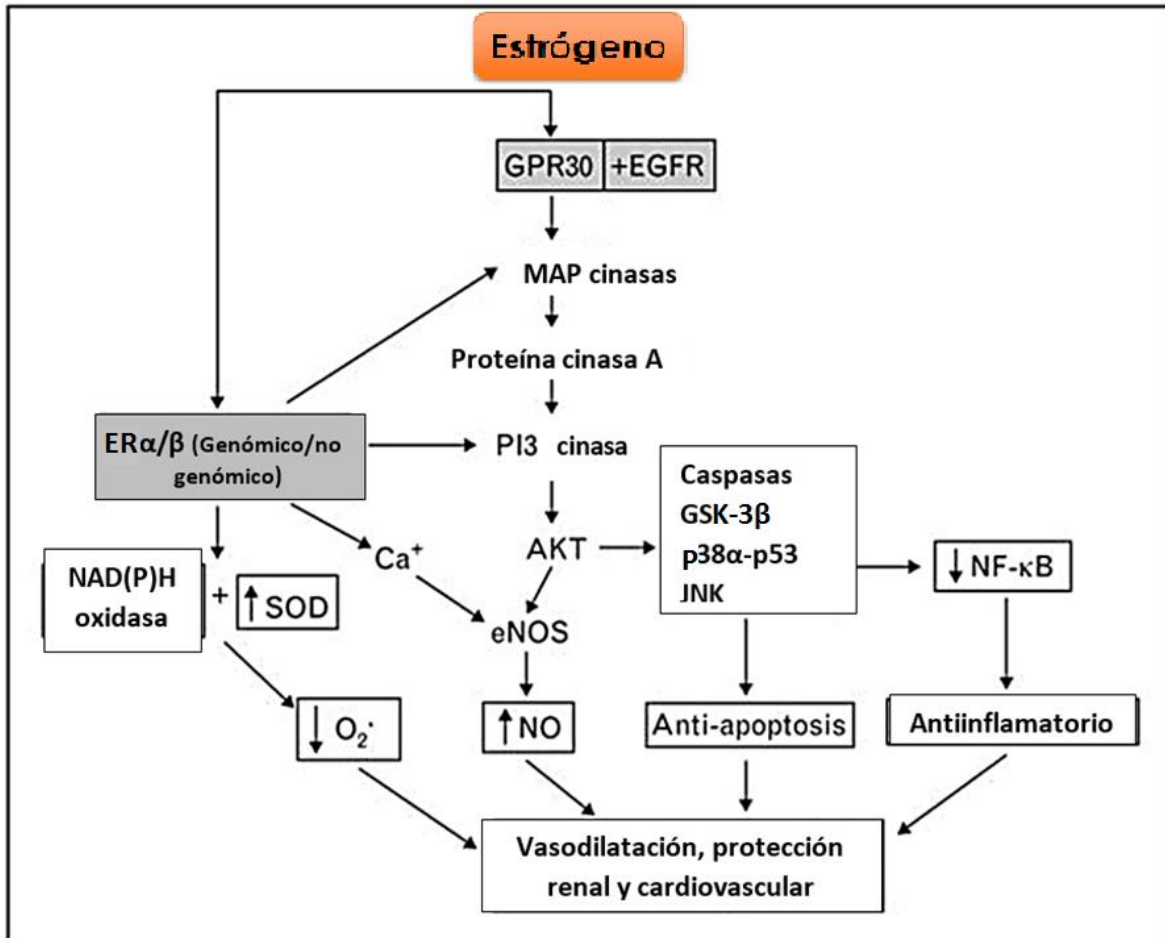 Estrógeno
GPR30 +EGFR
MAP cinasas
Proteína cinasa A
ERα/β (Genómico/no
genómico)
PI3 cinasa
Caspasas
GSK-3β
p38α-p53
JNK
Ca⁺
AKT
↓ NF-κB
NAD(P)H
oxidasa
+
↑ SOD
eNOS
↓ O₂·
↑ NO
Anti-apoptosis
Antiinflamatorio
Vasodilatación, protección
renal y cardiovascular